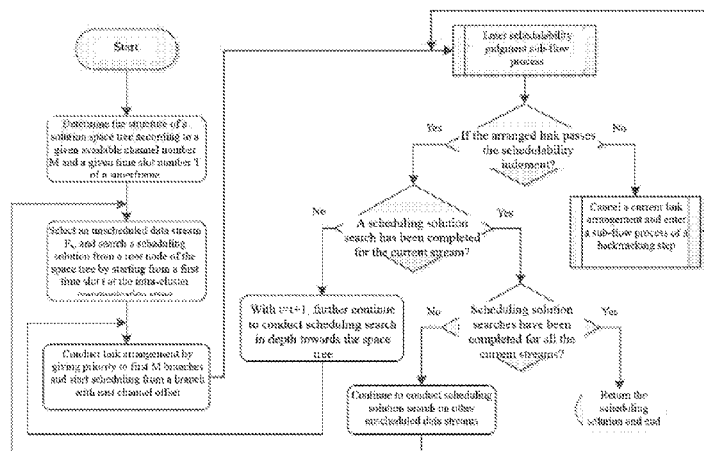 Start
Determine the structure of a
solution space tree according to a
given available channel number
M and a given time slot number T
of a superframe
Select an unscheduled data stream
and search a scheduling
solution from a root node of the
space tree by starting from a first
time slot t at the intra-cluster
Conduct link arrangement by
giving priority to first M branches
and start scheduling from a branch
with channel offset
Enter schedulability
judgment sub-flow
process
If the arranged link passes
the schedulability
judgment?
Yes
No
Cancel a current link
arrangement and enter
a sub-flow process of a
backtracking step
A scheduling solution
search has been completed
for the current stream?
No
Yes
With t=t+1, further continue
to conduct scheduling search
in depth towards the space
tree
Scheduling solution
searches have been
completed for all the
current streams?
No
Yes
Continue to conduct scheduling
solution search on other
unscheduled data streams
Return the
scheduling
solution and end